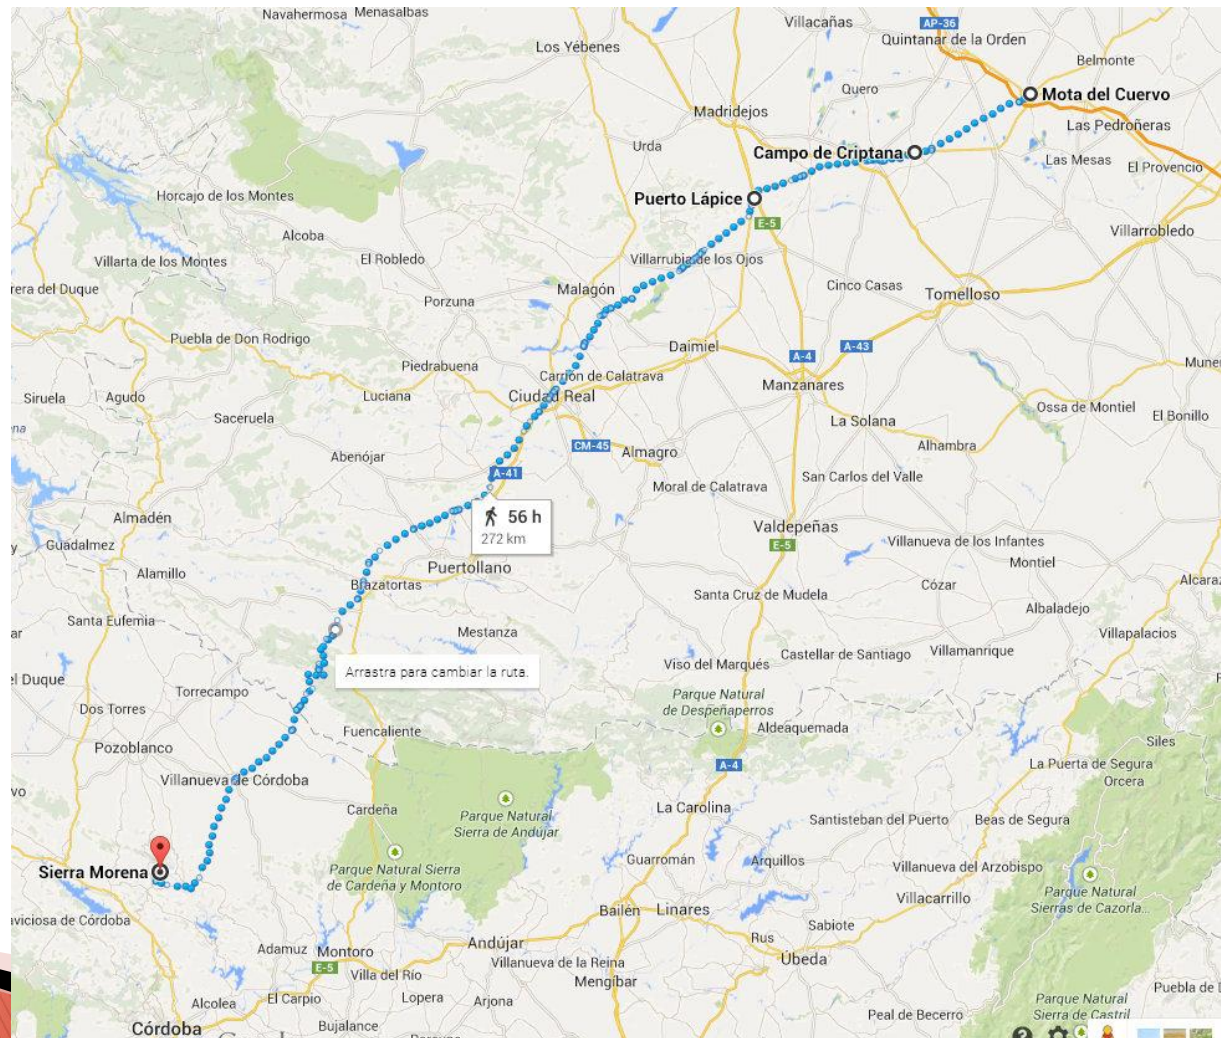 Navahermosa
Menasalbas
Villacañas
AP-36
Quintanar de la Orden
Los Yébenes
Belmonte
Quero
Mota del Cuervo
Madridejos
Las Pedroñeras
Urda
Campo de Criptana
Las Mesas
El Provencio
Horcajo de los Montes
Puerto Lápice
E-5
Alcoba
Villarrobledo
Villarta de los Montes
El Robledo
Villarrubia de los Ojos
rera del Duque
Malagón
Cinco Casas
Tomelloso
Porzuna
Puebla de Don Rodrigo
Daimiel
A-43
A-4
Piedrabuena
Carrión de Calatrava
Mune
Manzanares
Siruela
Agudo
Luciana
Ciudad Real
Ossa de Montiel
El Bonillo
Saceruela
La Solana
CM-45
Almagro
Alhambra
Abenójar
A-41
San Carlos del Valle
Moral de Calatrava
56 h
272 km
Almadén
Valdepeñas
E-5
Villanueva de los Infantes
Guadalmez
Montiel
Alamillo
Puertollano
Brazatortas
Cózar
Alcaraz
Santa Cruz de Mudela
Albaladejo
Santa Eufemia
Mestanza
Villapalacios
ar
Castellar de Santiago
Villamanrique
Viso del Marqués
el Duque
Arrastra para cambiar la ruta.
Torrecampo
Parque Natural
de Despeñaperros
Dos Torres
Aldeaquemada
Fuencaliente
Siles
Pozoblanco
A-4
La Puerta de Segura
Villanueva de Córdoba
Orcera
vo
Cardeña
La Carolina
Parque Natural
Sierra de Andujar
Santisteban del Puerto
Beas de Segura
Sierra Morena
Parque Natural Sierra
de Cardeña y Montoro
Guarromán
Arquillos
Villanueva del Arzobispo
Parque Natural
Sierras de Cazorla...
Villacarrillo
Bailén
Linares
aviciosa de Córdoba
Sabiote
Rus
Adamuz
Montoro
Andújar
Úbeda
E-5
Villa del Río
Villanueva de la Reina
Mengíbar
Puebla de D
Alcolea
El Carpio
Lopera
Arjona
Parque Natural
Sierra de Castril
Peal de Becerro
Córdoba
Bujalance